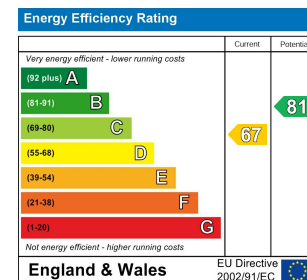 Energy Efficiency Rating
Current Potentia
Very energy efficient - lower running costs
(92 plus) A
(81-91) B
81
(69-80) C
67
(55-68) D
(39-54) E
(21-38) F
(1-20) G
Not energy efficient - higher running costs
England & Wales
EU Directive
2002/91/EC